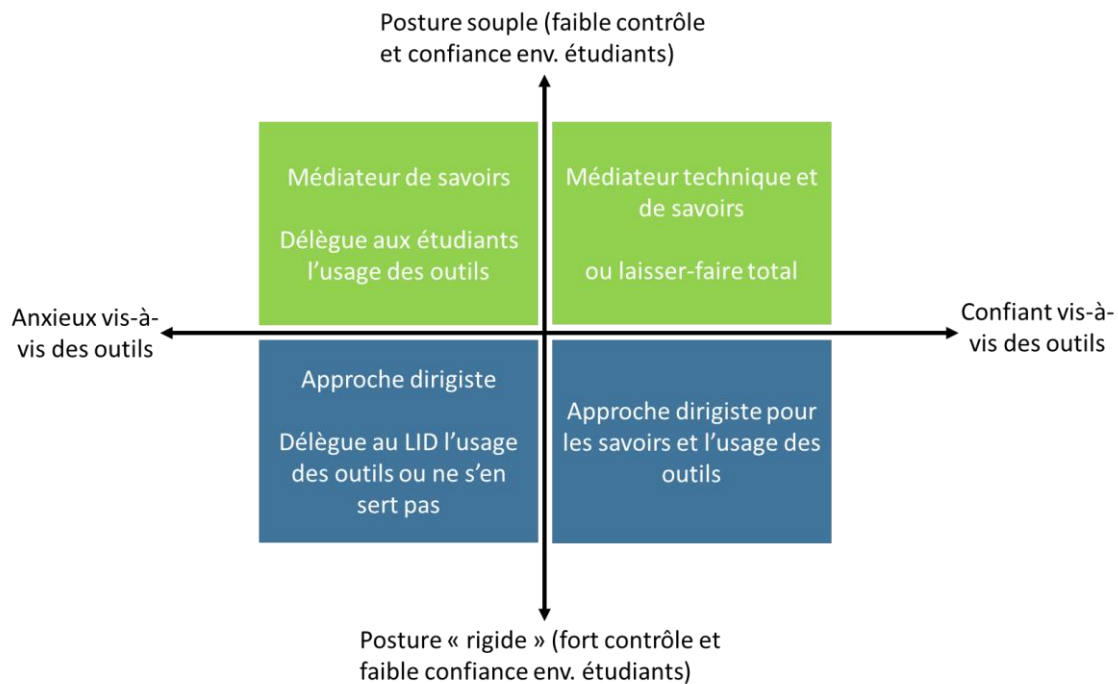 Posture souple (faible contrôle
et confiance env. étudiants)
Médiateur de savoirs
Délègue aux étudiants
l'usage des outils
Médiateur technique et
de savoirs
ou laisser-faire total
Anxieux vis-à-
vis des outils
Confiant vis-à-
vis des outils
Approche dirigiste
Délègue au LID l'usage
des outils ou ne s'en
sert pas
Approche dirigiste pour
les savoirs et l'usage des
outils
Posture « rigide » (fort contrôle et
faible confiance env. étudiants)